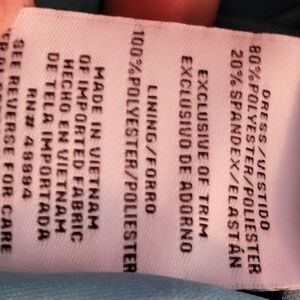 DRESS/VESTIDO
80%POLYESTER/POLIESTER
20%SPANDEX/ELASTÁN
EXCLUSIVE OF TRIM
EXCLUSIVO DE ADORNO
LINING/FORRO
100%POLYESTER/POLIESTER
MADE IN VIETNAM
OF IMPORTED FABRIC
HECHO EN VIETNAM
DE TELA IMPORTADA
RN# 49884
SEE REVERSE FOR CARE